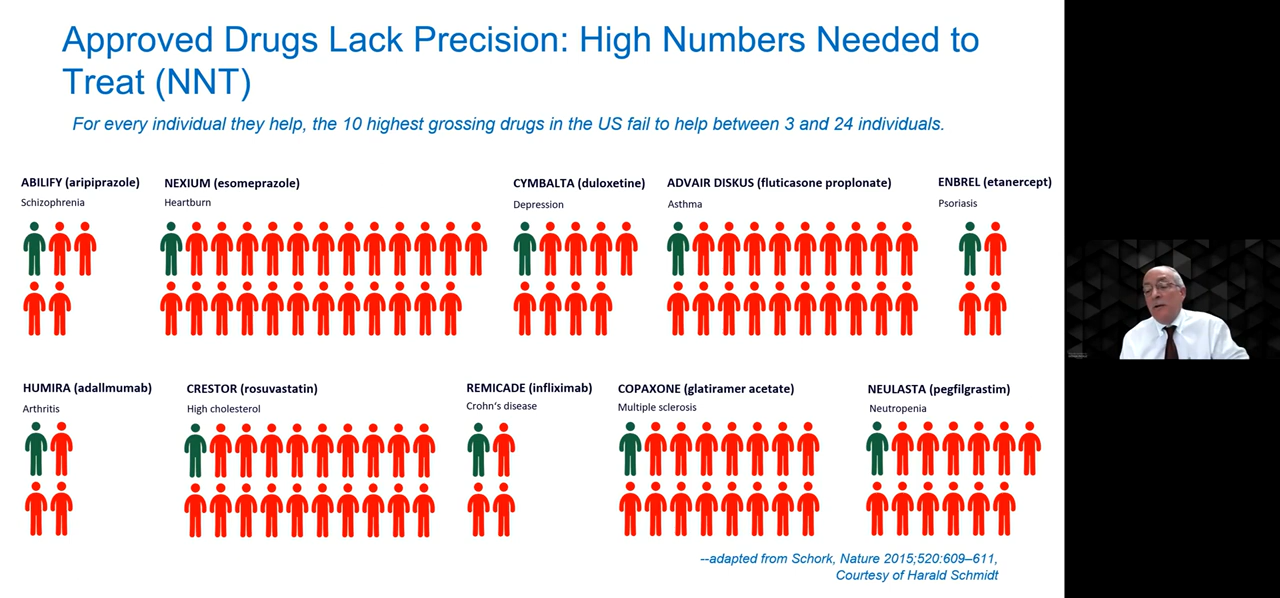 Approved Drugs Lack Precision: High Numbers Needed to
Treat (NNT)
For every individual they help, the 10 highest grossing drugs in the US fail to help between 3 and 24 individuals.
ABILIFY (aripiprazole)
Schizophrenia
NEXIUM (esomeprazole)
Heartburn
CYMBALTA (duloxetine)
Depression
ADVAIR DISKUS (fluticasone proplonate)
Asthma
ENBREL (etanercept)
Psoriasis
HUMIRA (adallmumab)
Arthritis
CRESTOR (rosuvastatin)
High cholesterol
REMICADE (infliximab)
Crohn's disease
COPAXONE (glatiramer acetate)
Multiple sclerosis
NEULASTA (pegfilgrastim)
Neutropenia
--adapted from Schork, Nature 2015;520:609–611,
Courtesy of Harald Schmidt